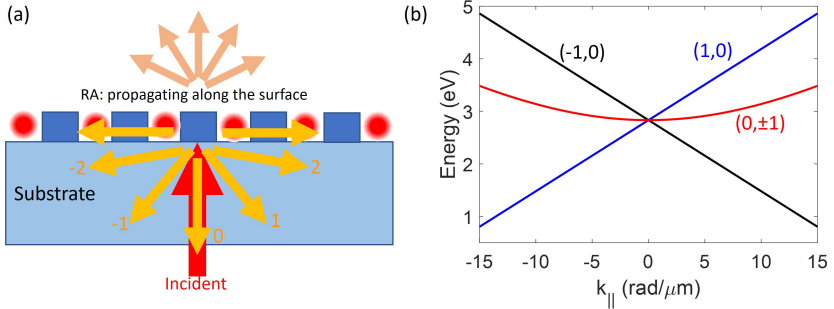 (a)
RA: propagating along the surface
-2
2
Substrate
-1
0
1
Incident
(b)
5
4
3
2
1
Energy (eV)
(-1,0)
(1,0)
(0,±1)
-15
-10
-5
0
5
10
15
k|| (rad/μm)